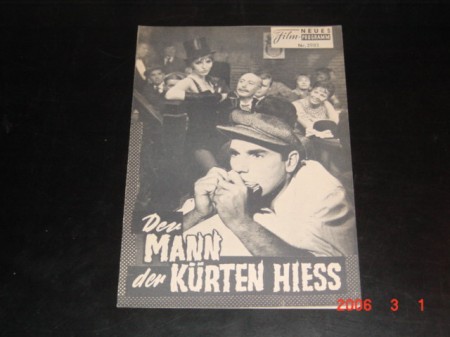 Film
NEUES
PROGRAMM
Der
MANN
der KÜRTEN HIESS
2006 3 1